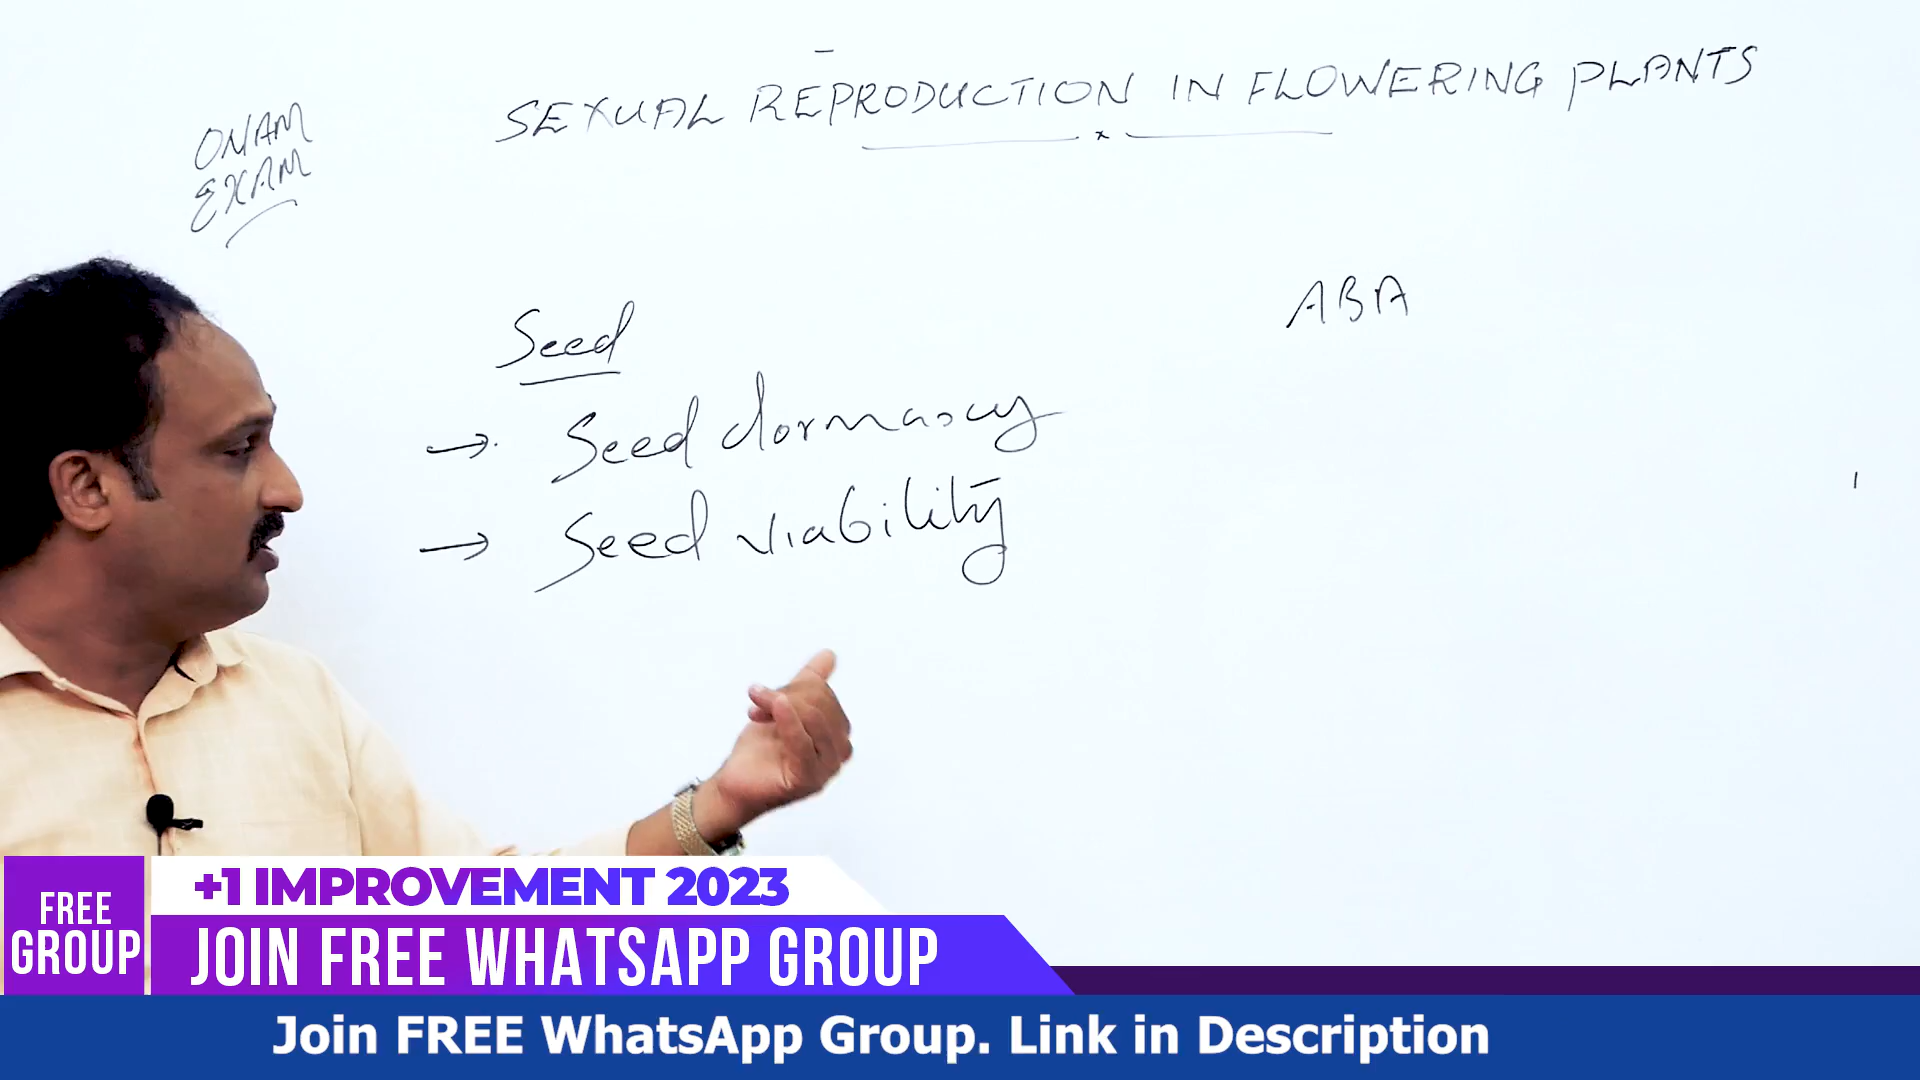 SEXUAL REPRODUCTION IN FLOWERING PLANTS
ONAM
EXAM
ABA
Seed
→ Seed dormancy
→ Seed viability
FREE
GROUP
+1 IMPROVEMENT 2023
JOIN FREE WHATSAPP GROUP
Join FREE WhatsApp Group. Link in Description